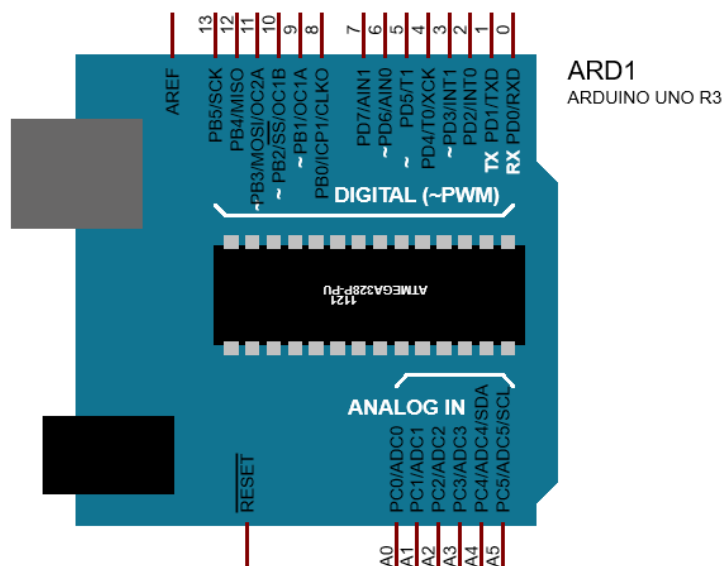 13
12
11
10
9
8
7
6
5
4
3
2
1
0
AREF
PB5/SCK
PB4/MISO
~PB3/MOSI/OC2A
~PB2/SS/OC1B
~PB1/OC1A
PB0/ICP1/CLKO
PD7/AIN1
~PD6/AIN0
~PD5/T1
PD4/T0/XCK
~PD3/INT1
PD2/INT0
TX PD1/TXD
RX PD0/RXD
ARD1
ARDUINO UNO R3
DIGITAL (~PWM)
ATMEGA328P-PU
1121
ANALOG IN
RESET
PC0/ADC0
PC1/ADC1
PC2/ADC2
PC3/ADC3
PC4/ADC4/SDA
PC5/ADC5/SCL
A0
A1
A2
A3
A4
A5